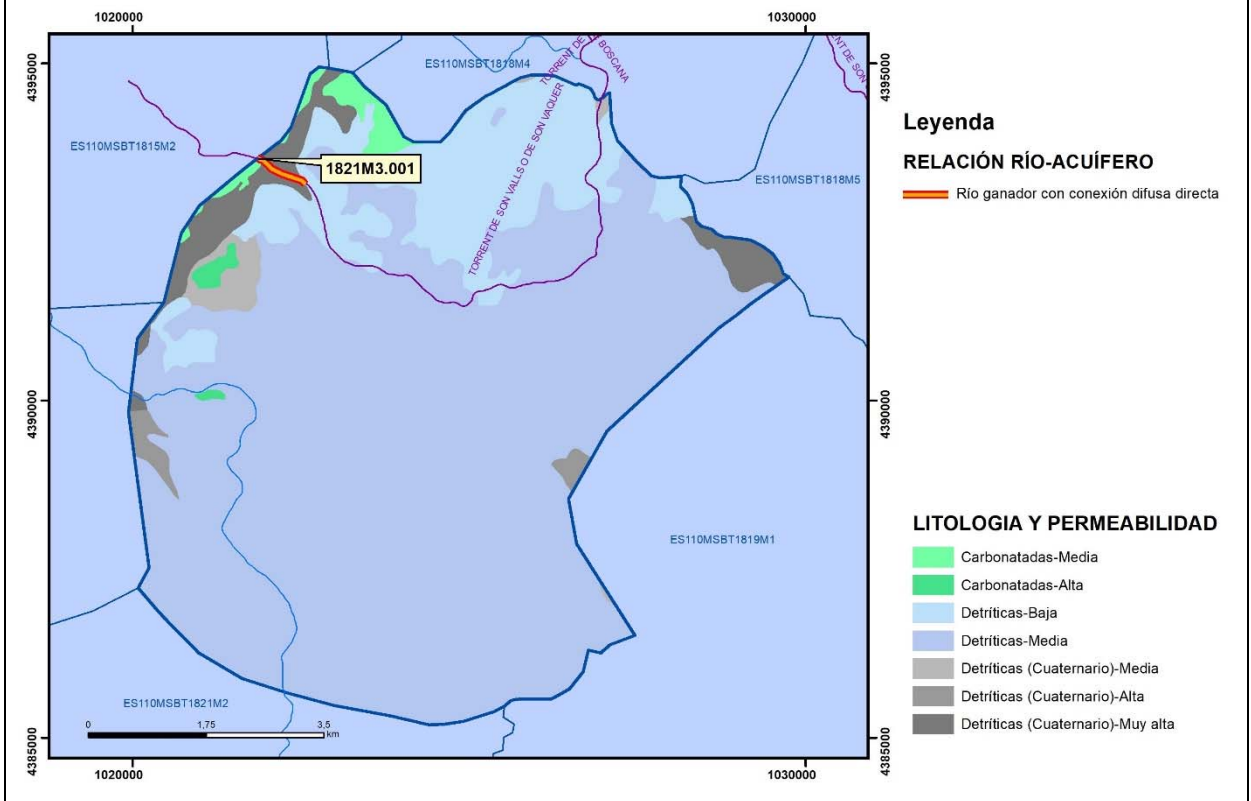 1020000
1030000
4395000
4395000
TORRENT DE
BOSCANA
ENT DE SON
ES110MSBT1818M4
ES110MSBT1815M2
1821M3.001
TORRENT DE SON VALLS O DE SON VAQUER
ES110MSBT1818M5
4390000
4390000
ES110MSBT1819M1
ES110MSBT1821M2
0
1,75
3,5
km
4385000
4385000
1020000
1030000
Leyenda
RELACIÓN RÍO-ACUÍFERO
Río ganador con conexión difusa directa
LITOLOGIA Y PERMEABILIDAD
Carbonatadas-Media
Carbonatadas-Alta
Detríticas-Baja
Detríticas-Media
Detríticas (Cuaternario)-Media
Detríticas (Cuaternario)-Alta
Detríticas (Cuaternario)-Muy alta